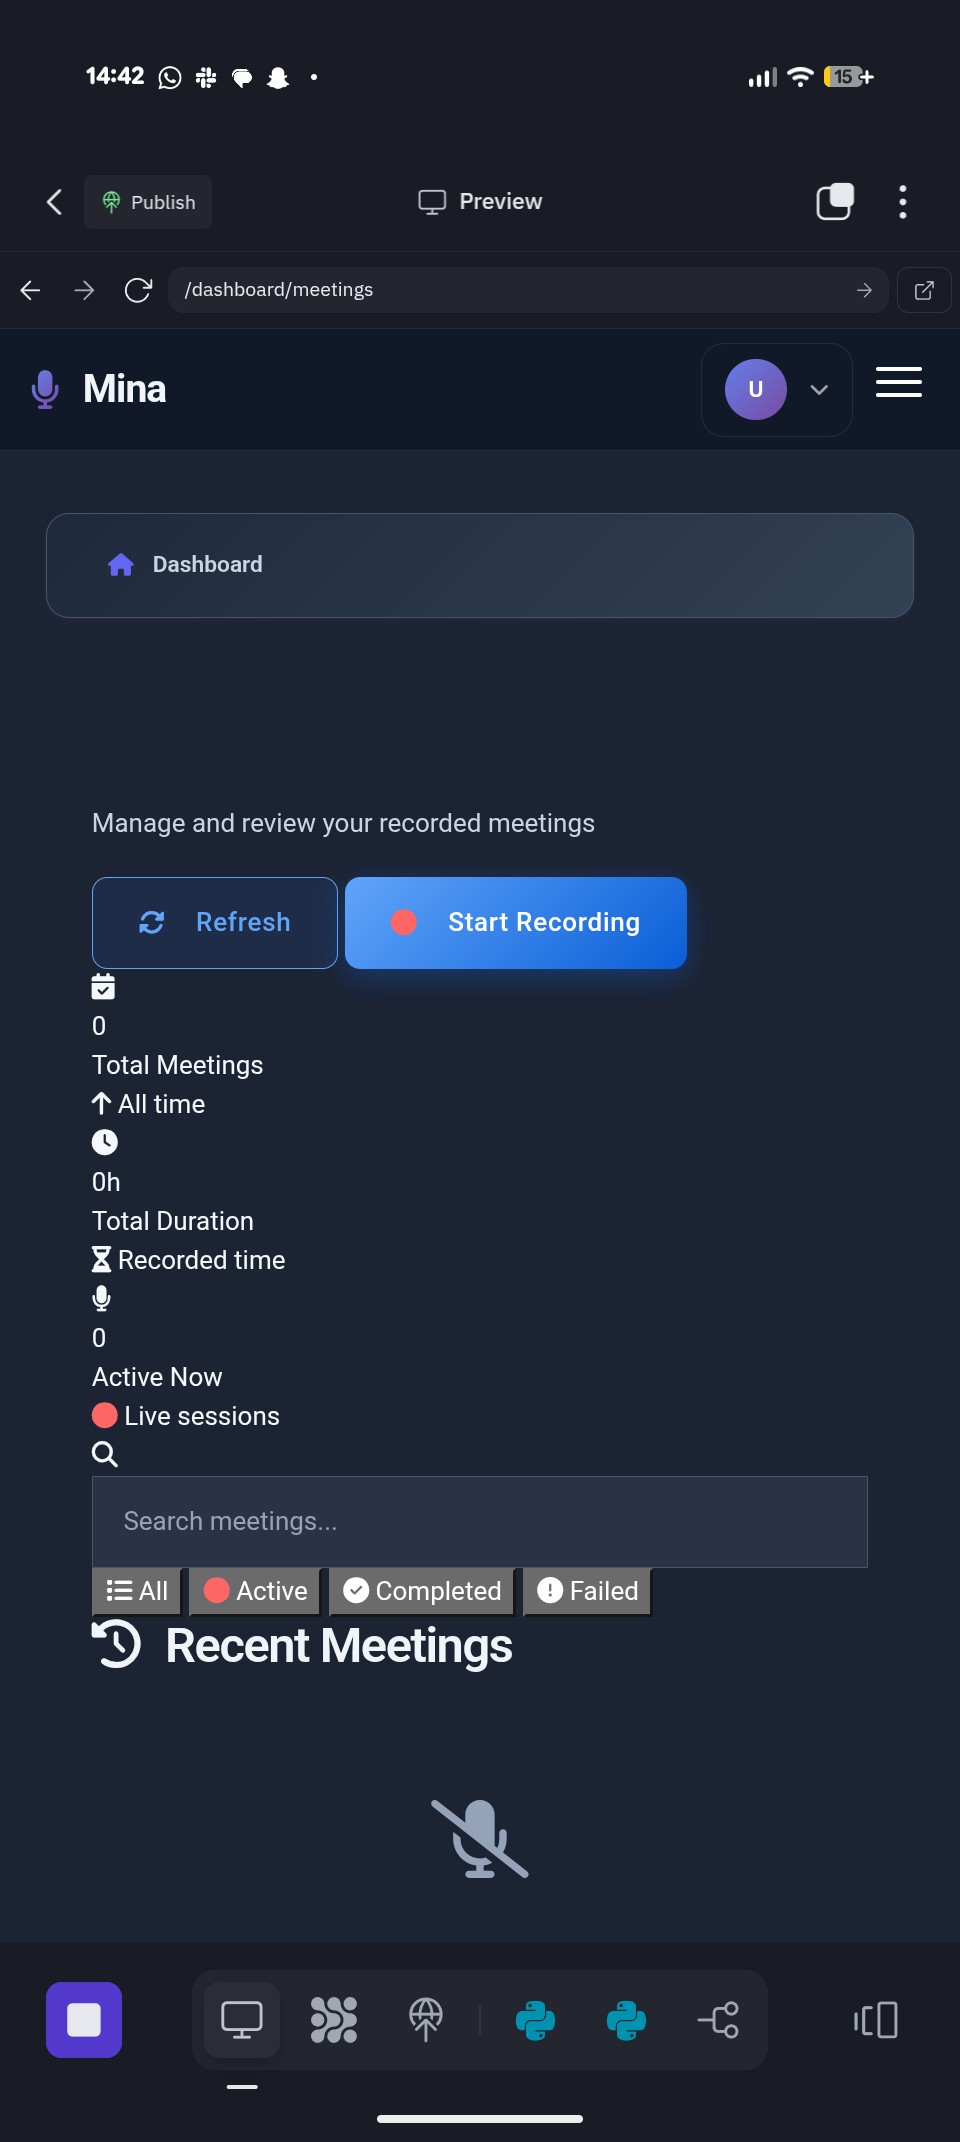 14:42
15+
Publish
Preview
/dashboard/meetings
Mina
U
Dashboard
Manage and review your recorded meetings
Refresh
Start Recording
0
Total Meetings
All time
0h
Total Duration
Recorded time
0
Active Now
Live sessions
Search meetings...
All Active Completed Failed
Recent Meetings